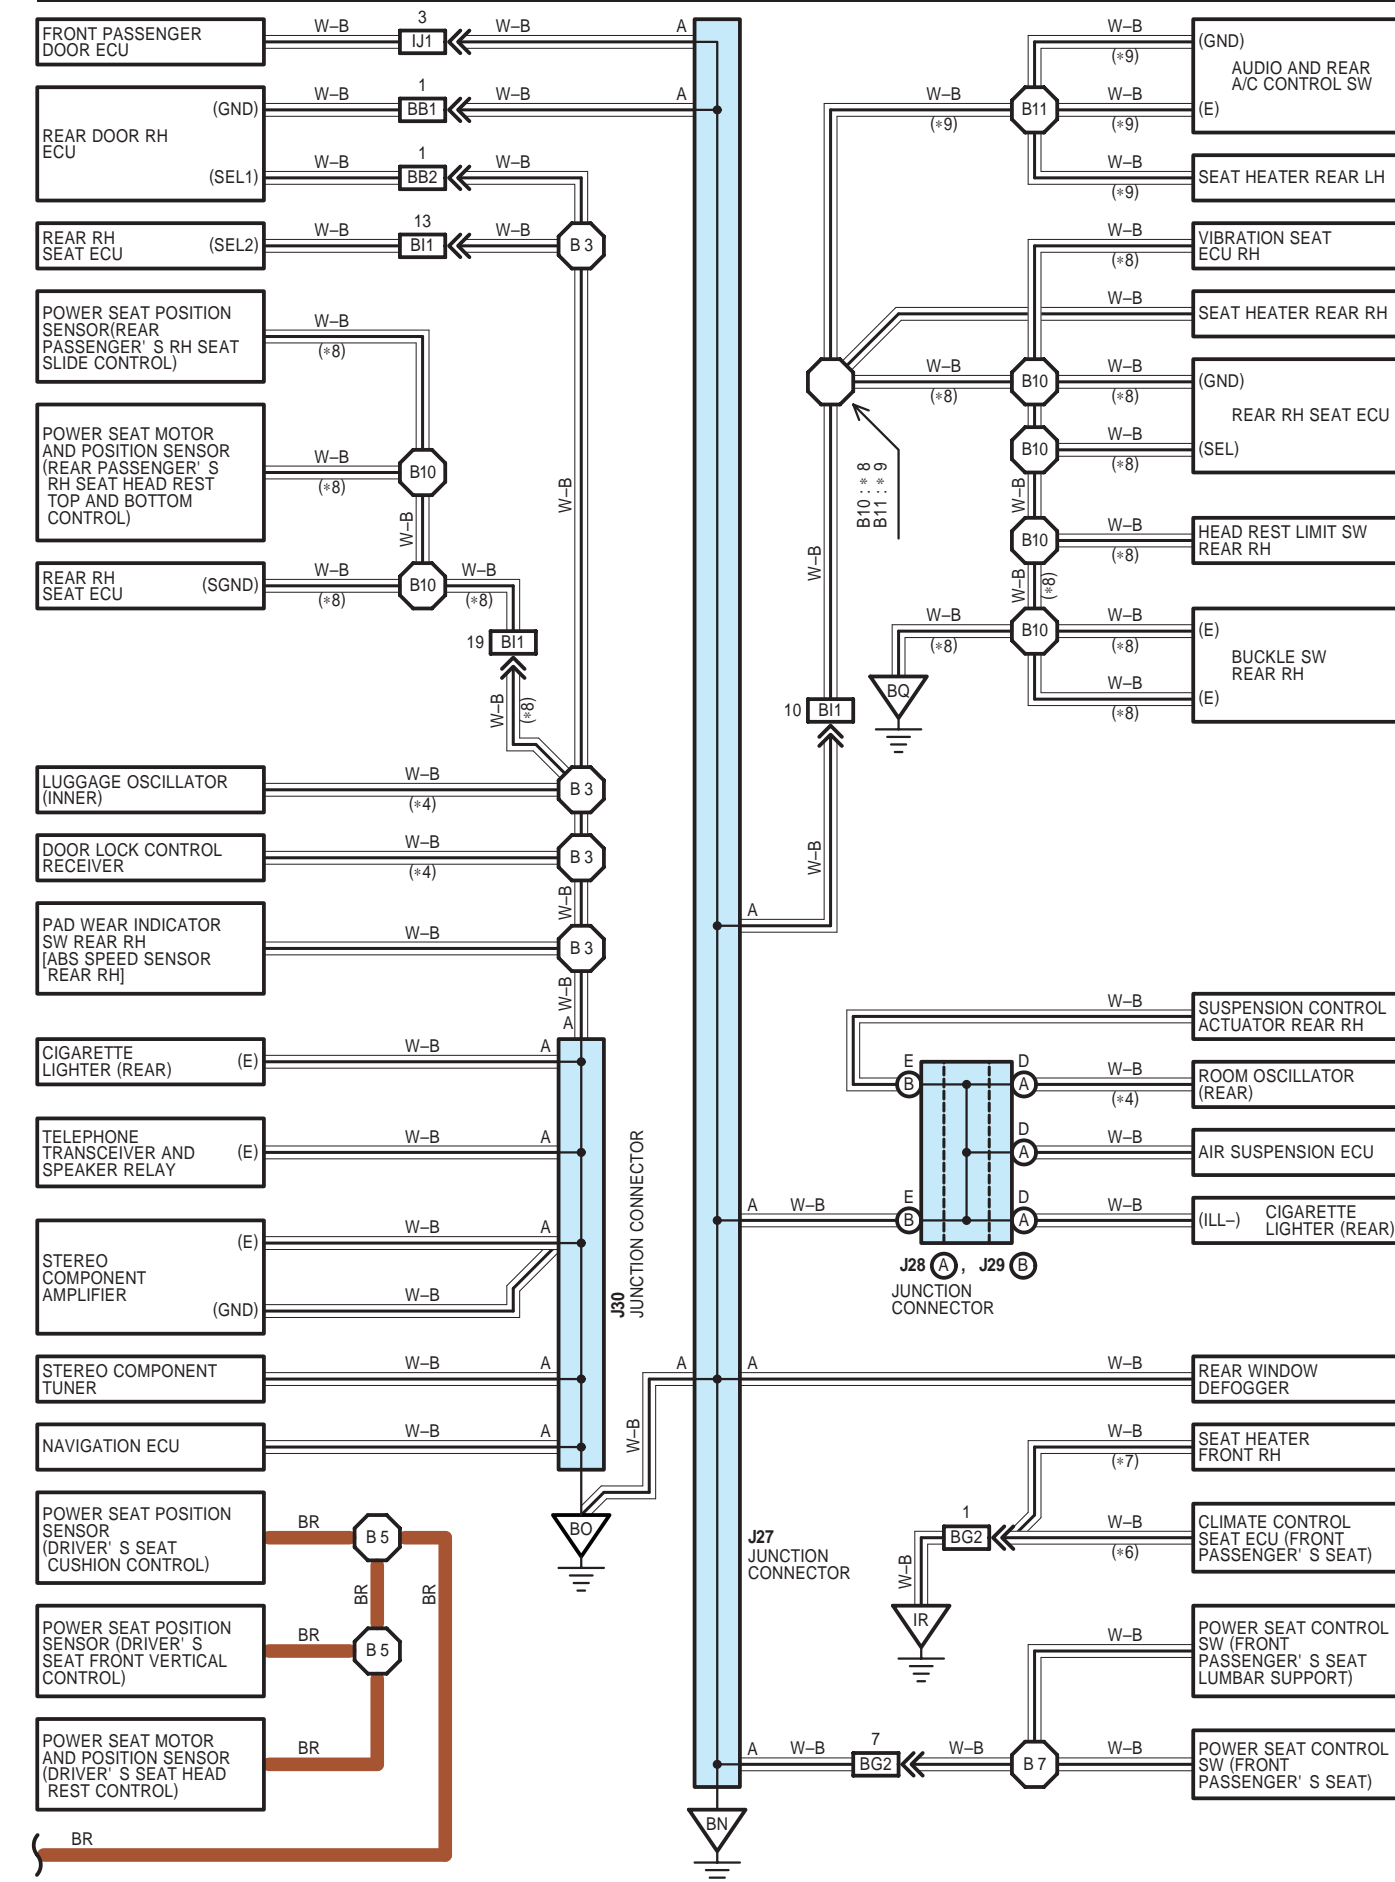 FRONT PASSENGER
DOOR ECU
W–B
3
IJ1
W–B
A
REAR DOOR RH
ECU
(GND)
W–B
1
BB1
W–B
A
(SEL1)
W–B
1
BB2
W–B
REAR RH
SEAT ECU
(SEL2)
W–B
13
BI1
W–B
B 3
POWER SEAT POSITION
SENSOR(REAR
PASSENGER' S RH SEAT
SLIDE CONTROL)
W–B
(*8)
POWER SEAT MOTOR
AND POSITION SENSOR
(REAR PASSENGER' S
RH SEAT HEAD REST
TOP AND BOTTOM
CONTROL)
W–B
(*8)
B10
W–B
W–B
REAR RH
SEAT ECU
(SGND)
W–B
(*8)
B10
W–B
(*8)
19
BI1
W–B
(*8)
LUGGAGE OSCILLATOR
(INNER)
W–B
(*4)
B 3
DOOR LOCK CONTROL
RECEIVER
W–B
(*4)
B 3
W–B
PAD WEAR INDICATOR
SW REAR RH
[ABS SPEED SENSOR
REAR RH]
W–B
B 3
W–B
A
CIGARETTE
LIGHTER (REAR)
(E)
W–B
A
TELEPHONE
TRANSCEIVER AND
SPEAKER RELAY
(E)
W–B
A
STEREO
COMPONENT
AMPLIFIER
(E)
W–B
A
(GND)
W–B
J30
JUNCTION CONNECTOR
STEREO COMPONENT
TUNER
W–B
A
NAVIGATION ECU
W–B
A
W–B
A
BO
POWER SEAT POSITION
SENSOR
(DRIVER' S SEAT
CUSHION CONTROL)
BR
B 5
BR
BR
POWER SEAT POSITION
SENSOR (DRIVER' S
SEAT FRONT VERTICAL
CONTROL)
BR
B 5
POWER SEAT MOTOR
AND POSITION SENSOR
(DRIVER' S SEAT HEAD
REST CONTROL)
BR
BR
J27
JUNCTION
CONNECTOR
BN
W–B
(*9)
(GND)
AUDIO AND REAR
A/C CONTROL SW
W–B
(*9)
B11
W–B
(*9)
(E)
W–B
(*9)
SEAT HEATER REAR LH
W–B
(*8)
VIBRATION SEAT
ECU RH
W–B
SEAT HEATER REAR RH
W–B
(*8)
B10
W–B
(*8)
(GND)
REAR RH SEAT ECU
B10
W–B
(*8)
(SEL)
B10 : * 8
B11 : * 9
W–B
W–B
B10
W–B
(*8)
HEAD REST LIMIT SW
REAR RH
W–B
(*8)
W–B
(*8)
B10
W–B
(*8)
(E)
BUCKLE SW
REAR RH
W–B
(*8)
(E)
BQ
10
BI1
W–B
A
W–B
SUSPENSION CONTROL
ACTUATOR REAR RH
E
B
D
A
W–B
(*4)
ROOM OSCILLATOR
(REAR)
D
A
W–B
AIR SUSPENSION ECU
A
W–B
E
B
D
A
W–B
(ILL–)
CIGARETTE
LIGHTER (REAR)
J28 A , J29 B
JUNCTION
CONNECTOR
A
W–B
REAR WINDOW
DEFOGGER
W–B
(*7)
SEAT HEATER
FRONT RH
1
BG2
W–B
(*6)
CLIMATE CONTROL
SEAT ECU (FRONT
PASSENGER' S SEAT)
W–B
IR
W–B
POWER SEAT CONTROL
SW (FRONT
PASSENGER' S SEAT
LUMBAR SUPPORT)
A
W–B
7
BG2
W–B
B 7
W–B
POWER SEAT CONTROL
SW (FRONT
PASSENGER' S SEAT)